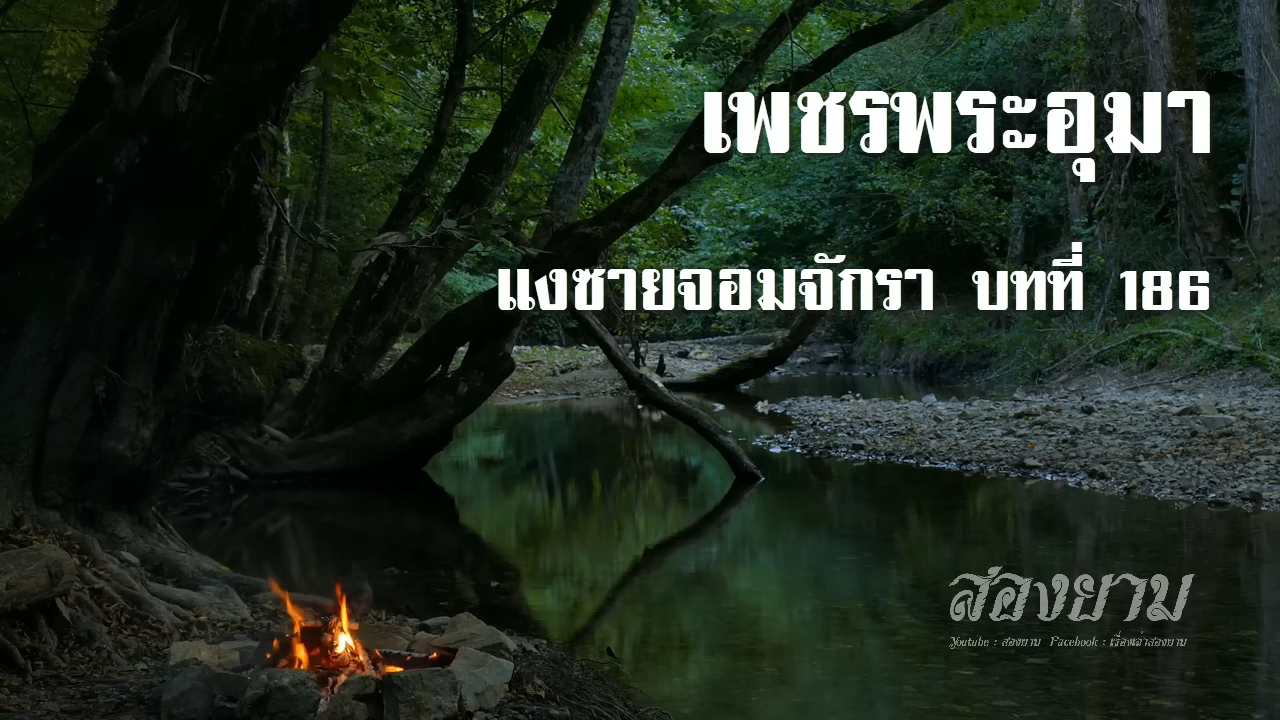 เพชรพระอุมา
แงซายจอมจักรา บทที่ 186
สองยาม
Youtube : สองยาม Facebook : เรื่องเล่าสองยาม